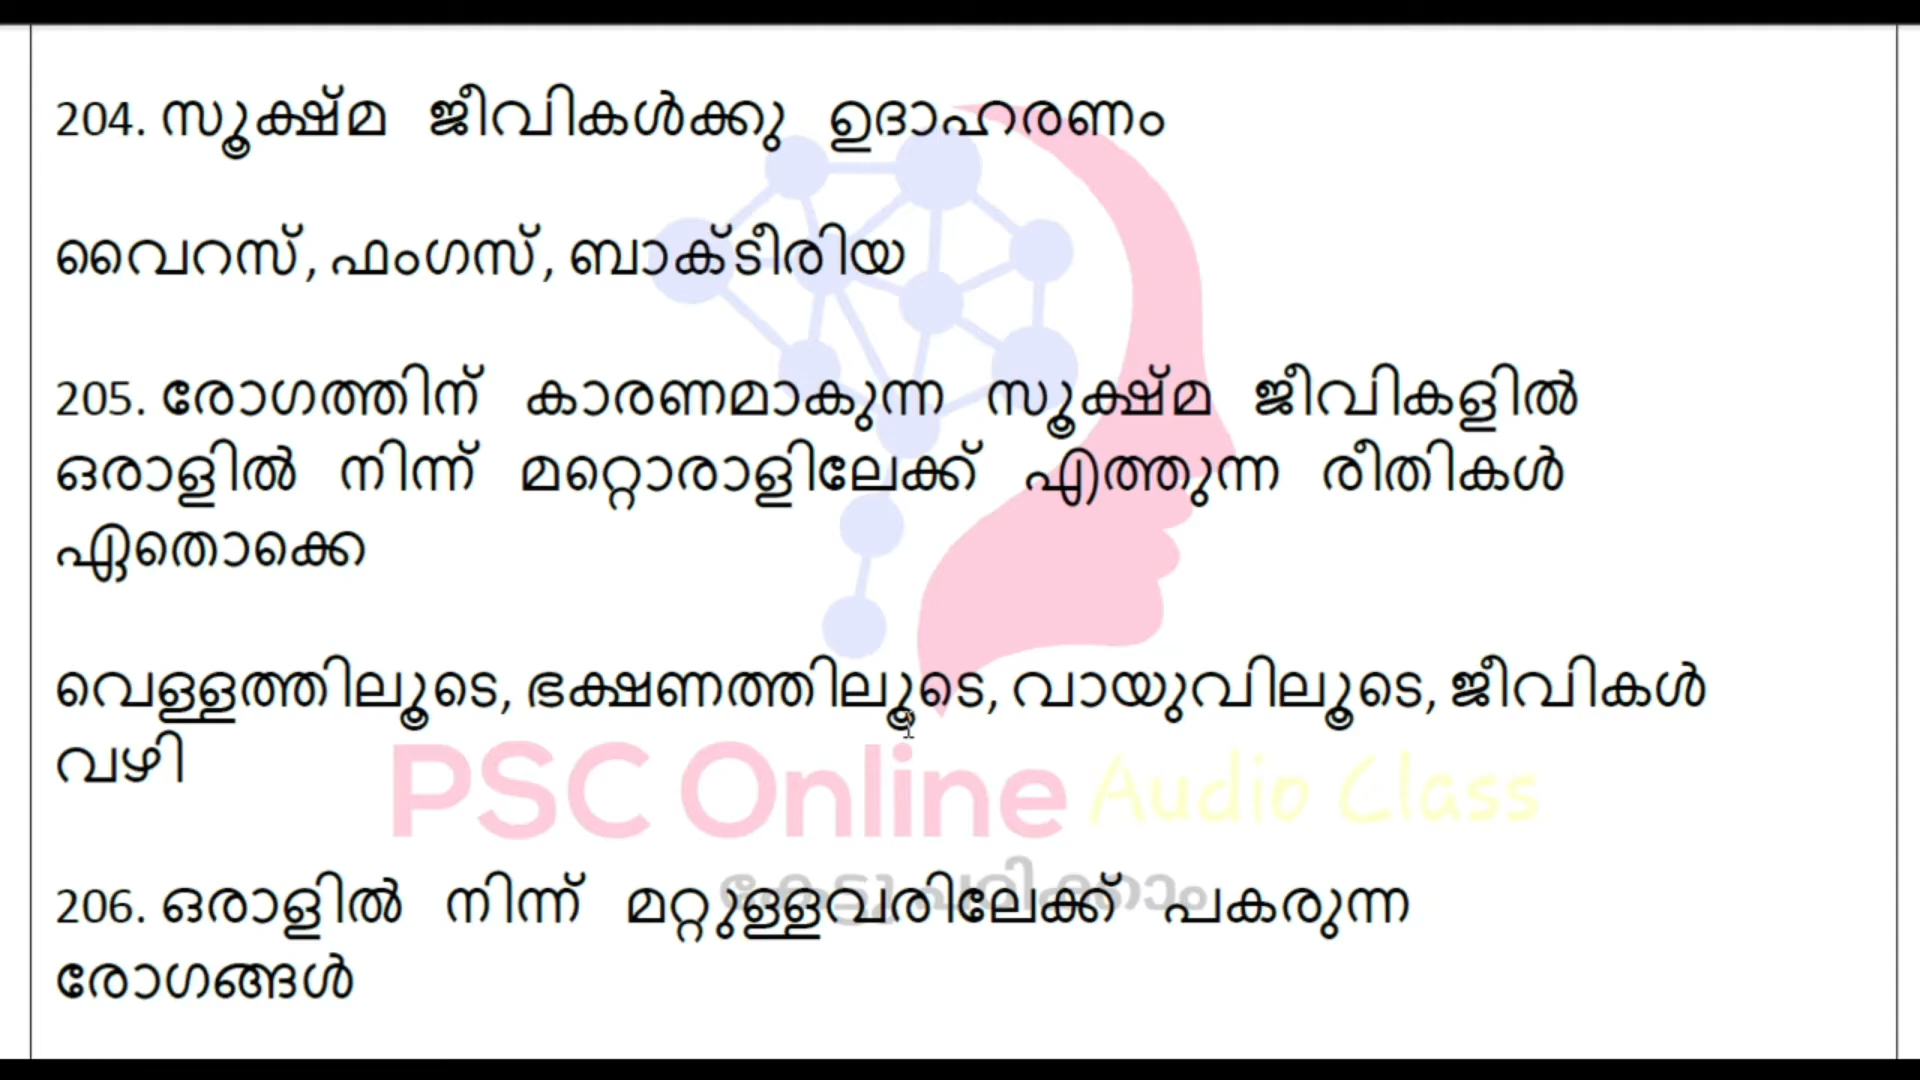 204. സൂക്ഷ്മ ജീവികൾക്കു ഉദാഹരണം
വൈറസ്, ഫംഗസ്, ബാക്ടീരിയ
205. രോഗത്തിന് കാരണമാകുന്ന സൂക്ഷ്മ ജീവികളിൽ
ഒരാളിൽ നിന്ന് മറ്റൊരാളിലേക്ക് എത്തുന്ന രീതികൾ
ഏതൊക്കെ
വെള്ളത്തിലൂടെ, ഭക്ഷണത്തിലൂടെ, വായുവിലൂടെ, ജീവികൾ
വഴി
PSC Online Audio Class
കേട്ടു പഠിക്കാം
206. ഒരാളിൽ നിന്ന് മറ്റുള്ളവരിലേക്ക് പകരുന്ന
രോഗങ്ങൾ